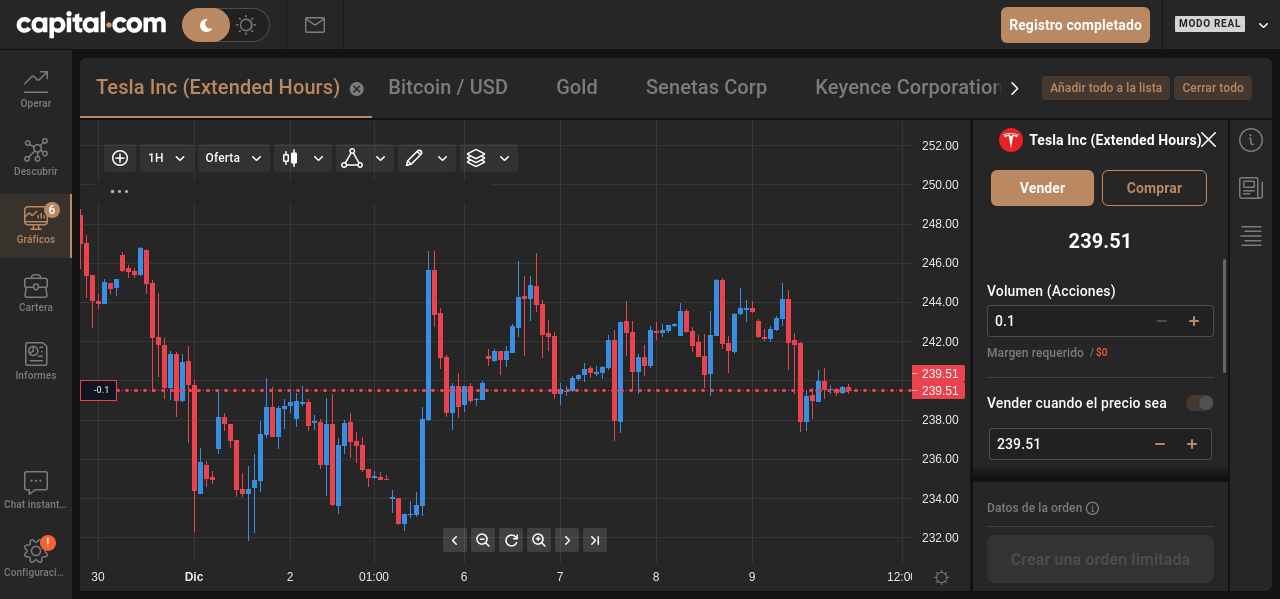 capital.com
Registro completado
MODO REAL
Operar
Descubrir
6
Gráficos
Cartera
Informes
Chat instant...
!
Configuraci...
Tesla Inc (Extended Hours)
Bitcoin / USD
Gold
Senetas Corp
Keyence Corporation
Añadir todo a la lista
Cerrar todo
1H
Oferta
252.00
250.00
248.00
246.00
244.00
242.00
239.51
239.51
238.00
236.00
234.00
232.00
-0.1
30
Dic
2
01:00
6
7
8
9
12:00
Tesla Inc (Extended Hours)
Vender
Comprar
239.51
Volumen (Acciones)
0.1
Margen requerido / $0
Vender cuando el precio sea
239.51
Datos de la orden
Crear una orden limitada